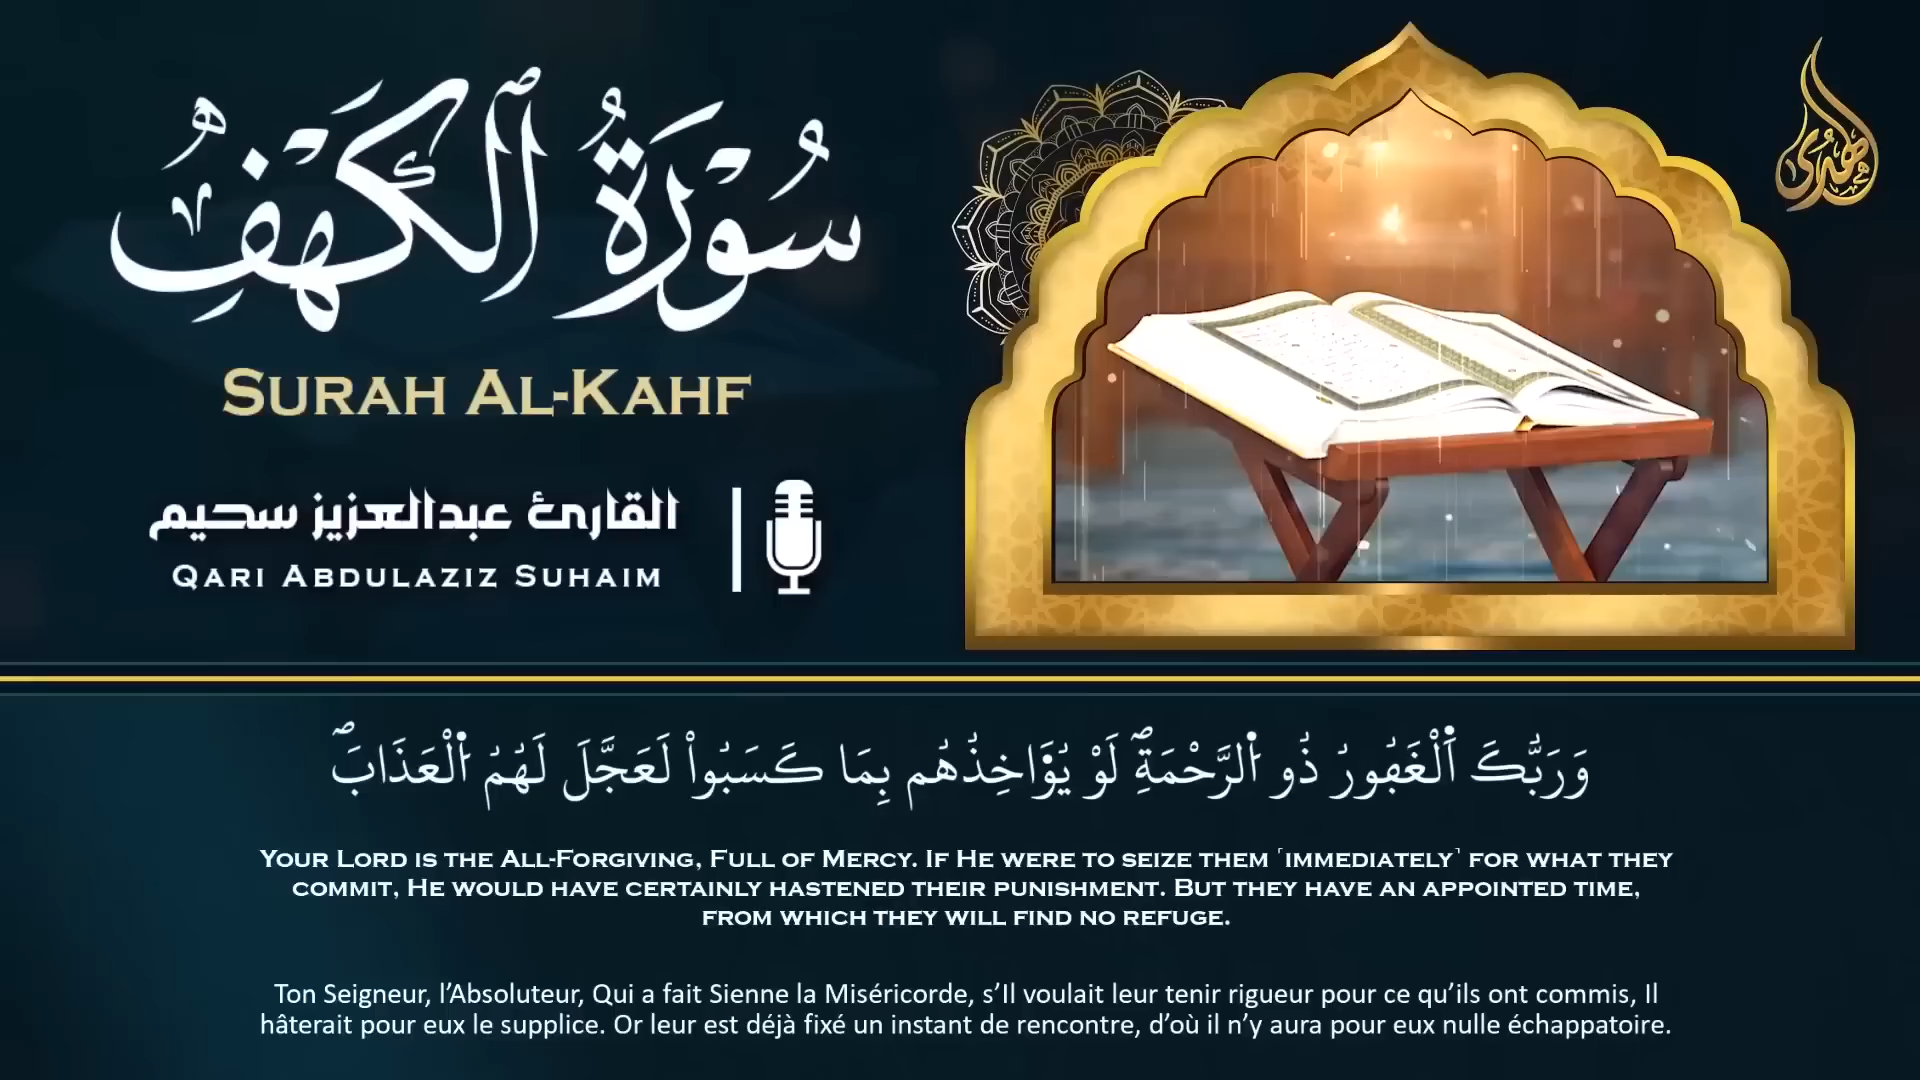 سُورَةُ ٱلْكَهْفِ
SURAH AL-KAHF
القارئ عبدالعزيز سحيم
QARI ABDULAZIZ SUHAIM
هدى
وَرَبُّكَ ٱلْغَفُورُ ذُو ٱلرَّحْمَةِۖ لَوْ يُؤَاخِذُهُم بِمَا كَسَبُوا۟ لَعَجَّلَ لَهُمُ ٱلْعَذَابَۖ
YOUR LORD IS THE ALL-FORGIVING, FULL OF MERCY. IF HE WERE TO SEIZE THEM ˹IMMEDIATELY˺ FOR WHAT THEY
COMMIT, HE WOULD HAVE CERTAINLY HASTENED THEIR PUNISHMENT. BUT THEY HAVE AN APPOINTED TIME,
FROM WHICH THEY WILL FIND NO REFUGE.
Ton Seigneur, l’Absoluteur, Qui a fait Sienne la Miséricorde, s’Il voulait leur tenir rigueur pour ce qu’ils ont commis, Il
hâterait pour eux le supplice. Or leur est déjà fixé un instant de rencontre, d’où il n’y aura pour eux nulle échappatoire.